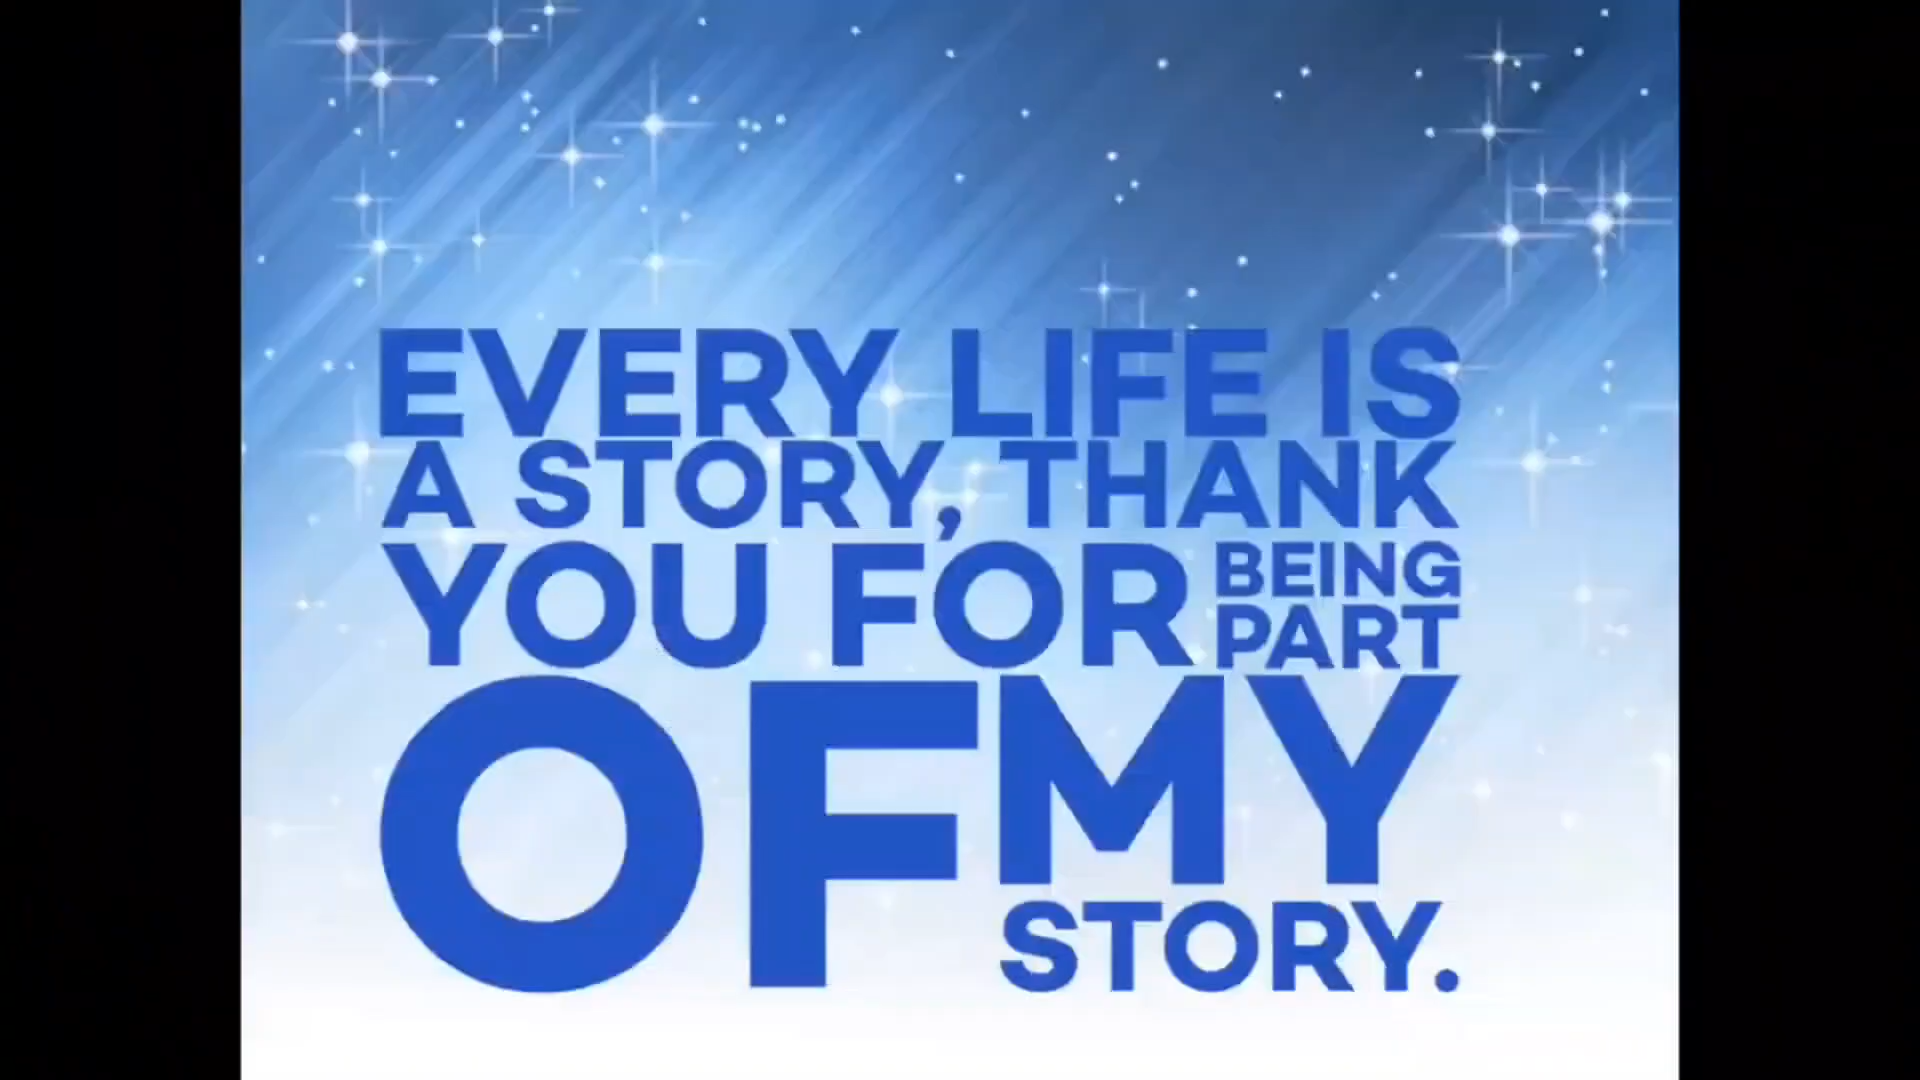 EVERY LIFE IS
A STORY, THANK
YOU FOR BEING
PART
OF MY
STORY.